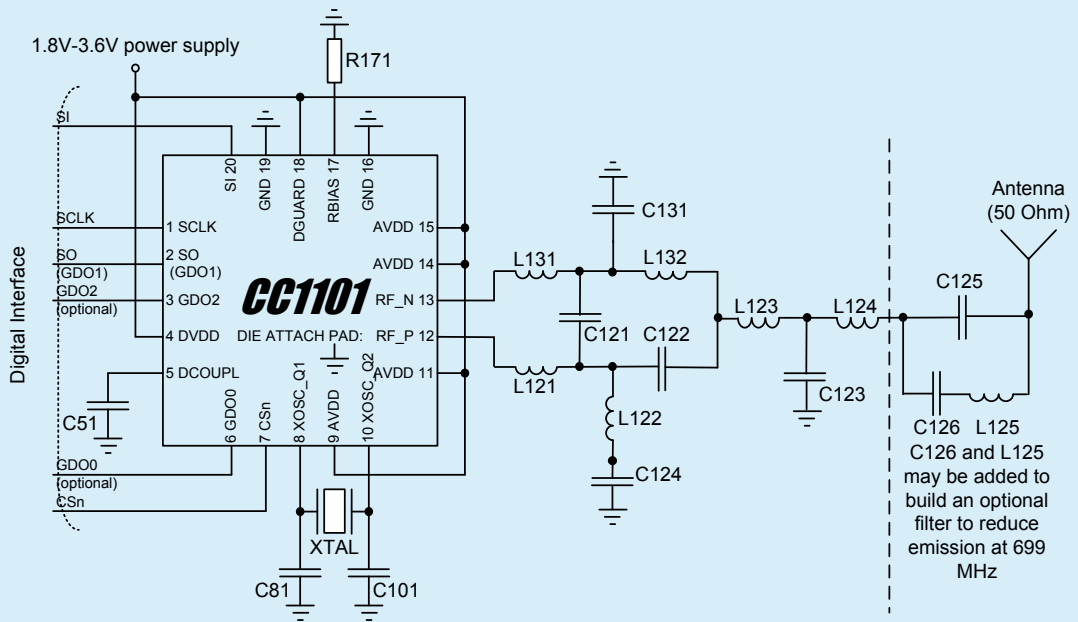 1.8V-3.6V power supply
R171
SI
SI 20
GND 19
DGUARD 18
RBIAS 17
GND 16
Digital Interface
SCLK
SO
(GDO1)
GDO2
(optional)
GDO0
(optional)
CSn
1 SCLK
2 SO
(GDO1)
3 GDO2
4 DVDD
5 DCOUPL
CC1101
DIE ATTACH PAD:
AVDD 15
AVDD 14
RF_N 13
RF_P 12
AVDD 11
6 GDO0
7 CSn
8 XOSC_Q1
9 AVDD
10 XOSC_Q2
C51
XTAL
C81
C101
C131
L131
L132
C121
C122
L121
L122
C124
L123
L124
C123
Antenna
(50 Ohm)
C125
C126
L125
C126 and L125
may be added to
build an optional
filter to reduce
emission at 699
MHz